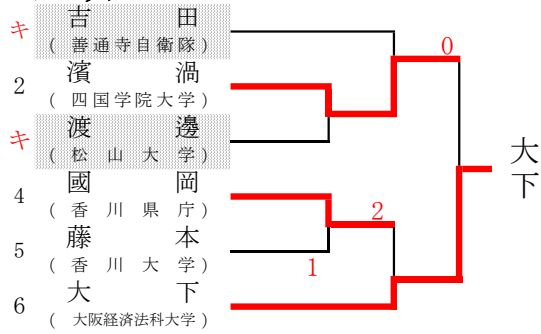 キ 吉田
(善通寺自衛隊)
0
2 濱渦
(四国学院大学)
キ 渡邊
(松山大学)
大下
4 國岡
(香川県庁)
2
5 藤本
(香川大学)
1
6 大下
(大阪経済法科大学)